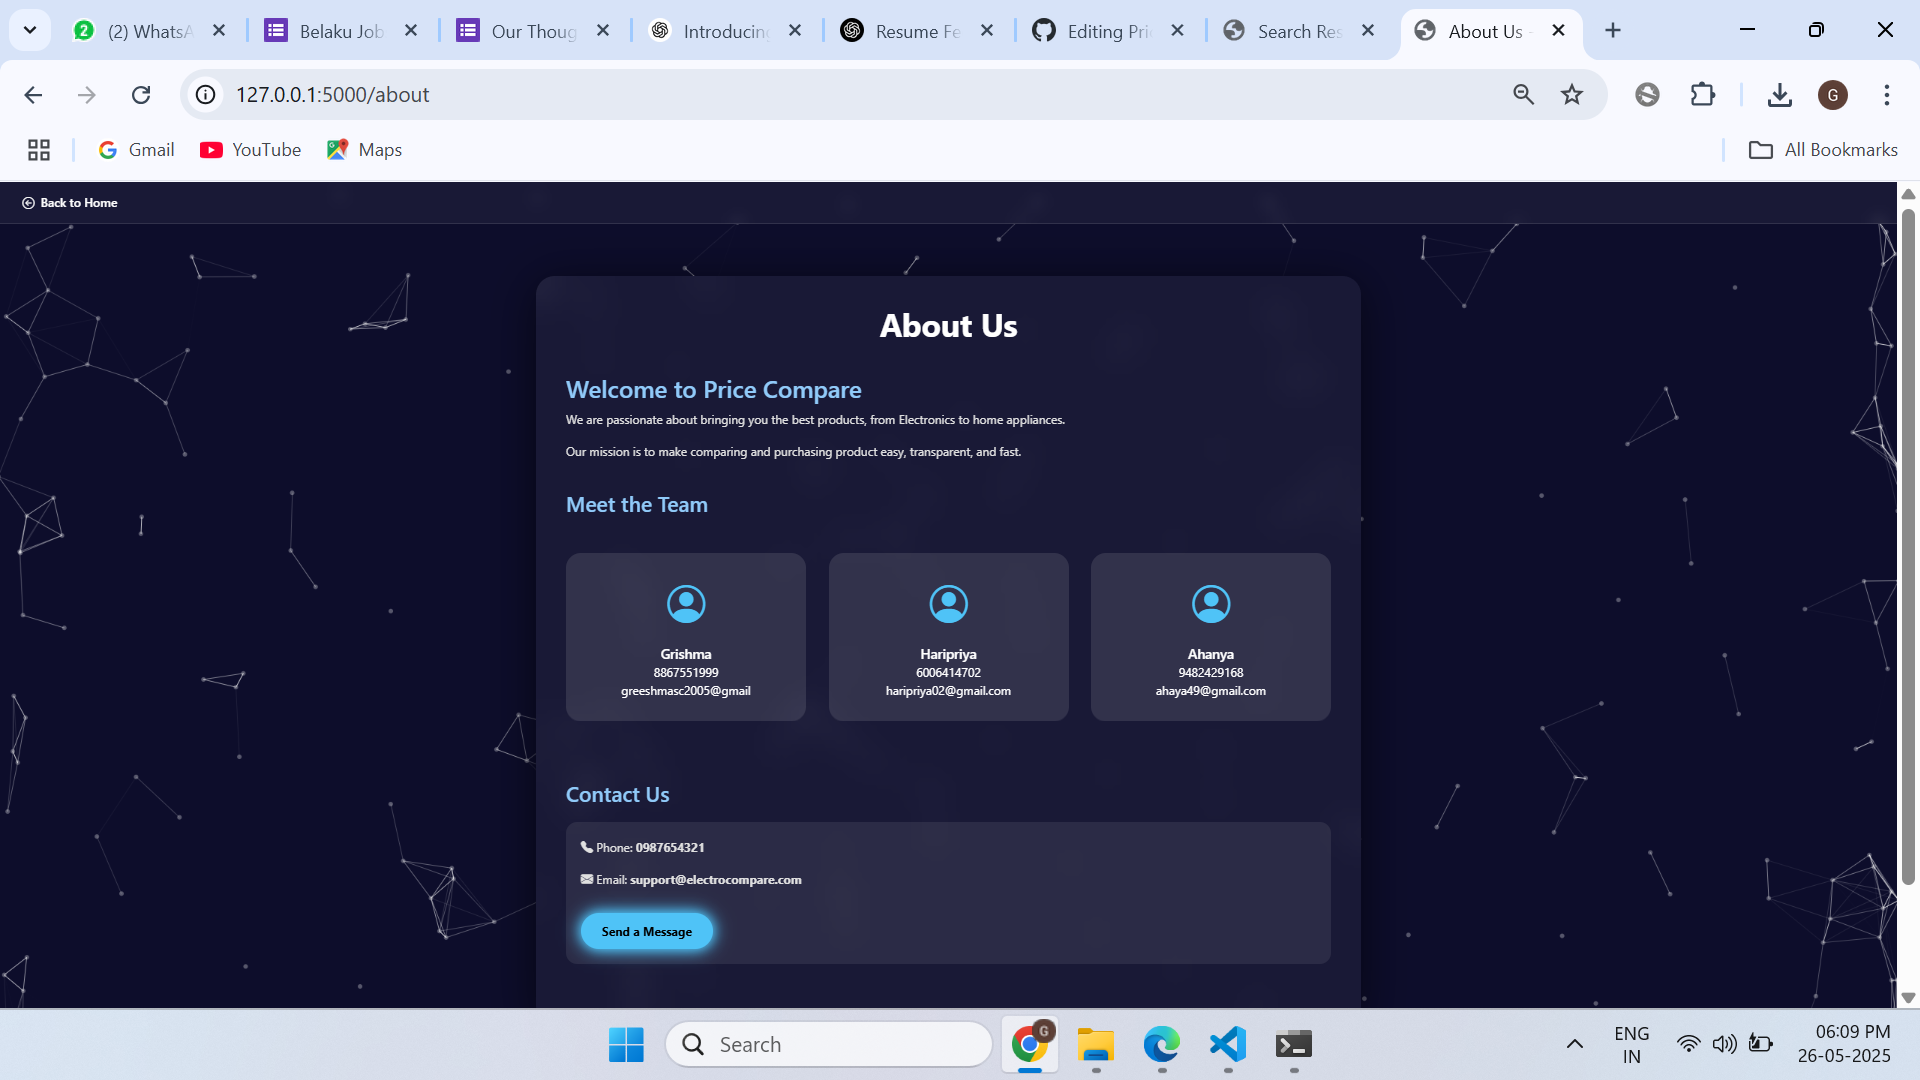 (2) WhatsA
Belaku Job
Our Thoug
Introducing
Resume Fe
Editing Pri
Search Res
About Us -
127.0.0.1:5000/about
G
Gmail
YouTube
Maps
All Bookmarks
Back to Home
About Us
Welcome to Price Compare
We are passionate about bringing you the best products, from Electronics to home appliances.
Our mission is to make comparing and purchasing product easy, transparent, and fast.
Meet the Team
Grishma
8867551999
greeshmasc2005@gmail
Haripriya
6006414702
haripriya02@gmail.com
Ahanya
9482429168
ahaya49@gmail.com
Contact Us
Phone: 0987654321
Email: support@electrocompare.com
Send a Message
Search
G
ENG
IN
06:09 PM
26-05-2025